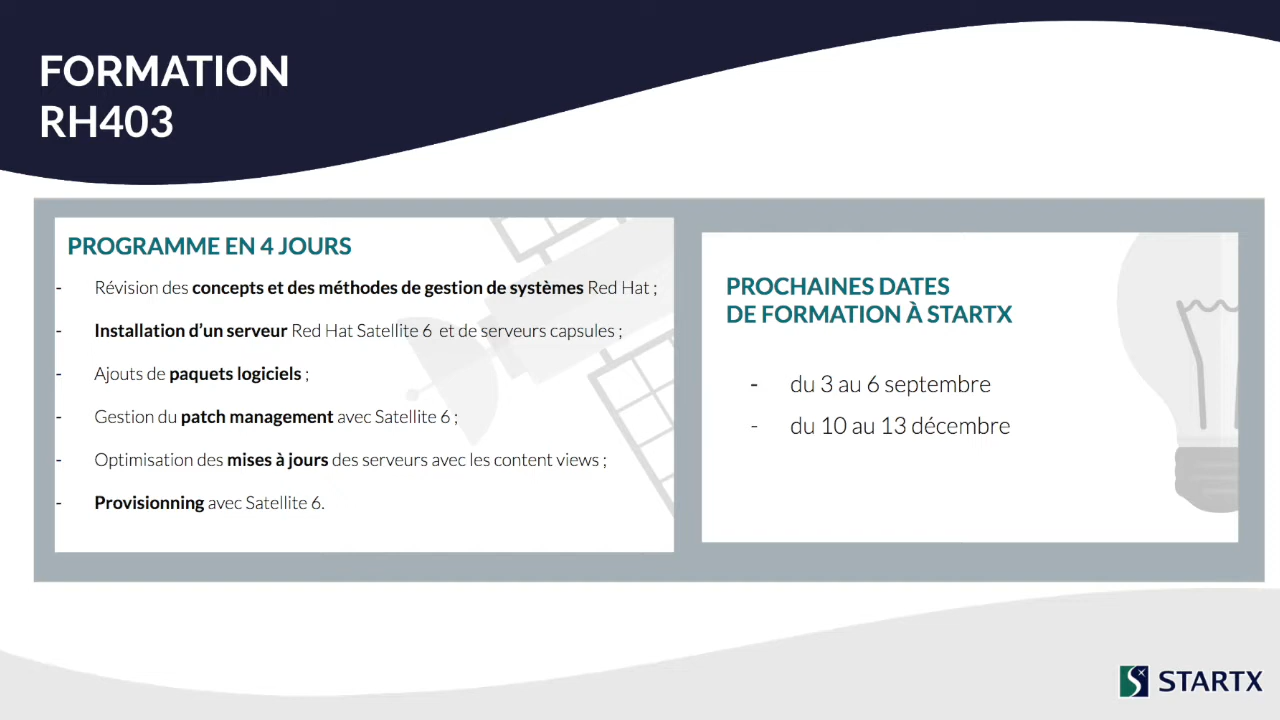 FORMATION
RH403
PROGRAMME EN 4 JOURS
- Révision des concepts et des méthodes de gestion de systèmes Red Hat ;
- Installation d'un serveur Red Hat Satellite 6 et de serveurs capsules ;
- Ajouts de paquets logiciels ;
- Gestion du patch management avec Satellite 6 ;
- Optimisation des mises à jours des serveurs avec les content views ;
- Provisionning avec Satellite 6.
PROCHAINES DATES
DE FORMATION À STARTX
- du 3 au 6 septembre
- du 10 au 13 décembre
STARTX